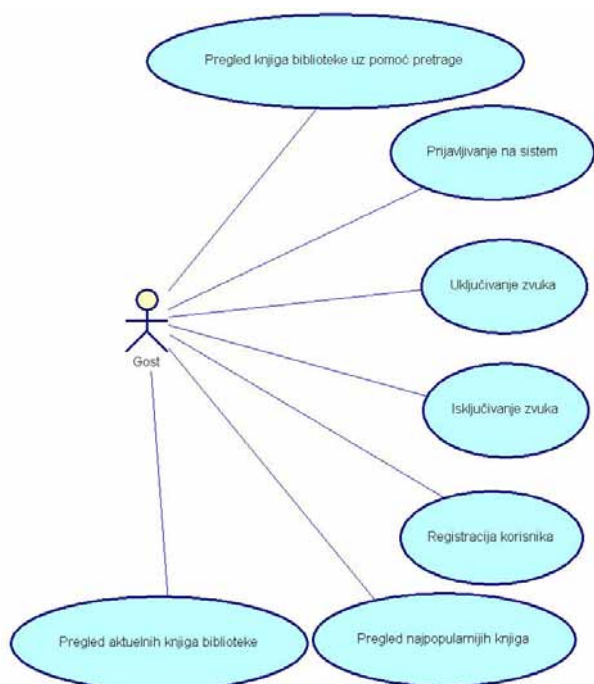 Pregled knjiga biblioteke uz pomoć pretrage
Prijavljivanje na sistem
Uključivanje zvuka
Gost
Isključivanje zvuka
Registracija korisnika
Pregled aktuelnih knjiga biblioteke
Pregled najpopularnijih knjiga